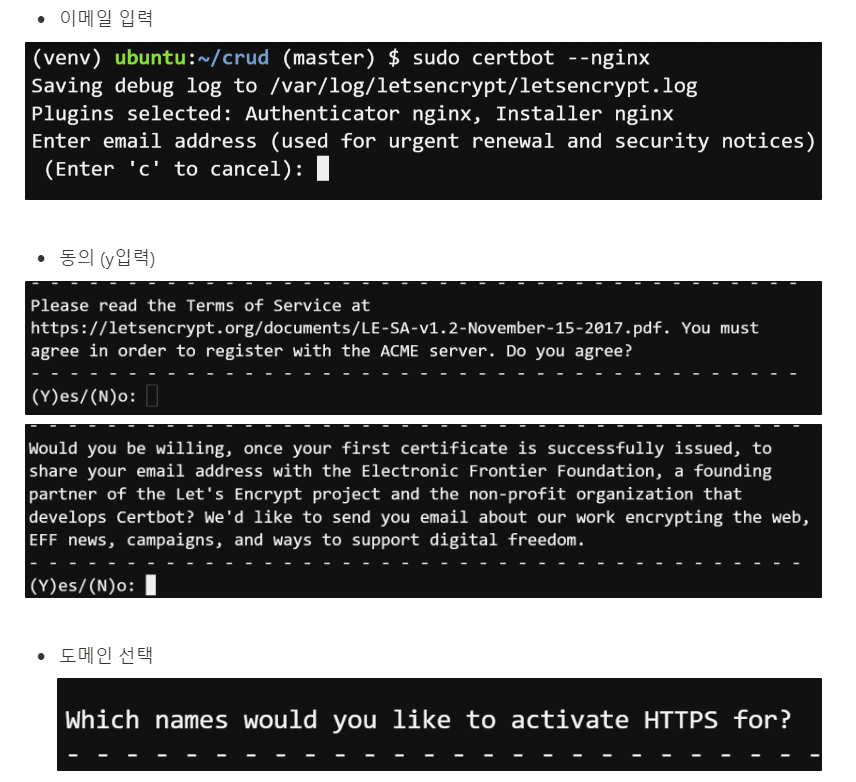 • 이메일 입력
(venv) ubuntu:~/crud (master) $ sudo certbot --nginx
Saving debug log to /var/log/letsencrypt/letsencrypt.log
Plugins selected: Authenticator nginx, Installer nginx
Enter email address (used for urgent renewal and security notices)
(Enter 'c' to cancel):
• 동의 (y입력)
- - - - - - - - - - - - - - - - - - - - - - - - - - - - - - - - - - - - - - - -
Please read the Terms of Service at
https://letsencrypt.org/documents/LE-SA-v1.2-November-15-2017.pdf. You must
agree in order to register with the ACME server. Do you agree?
- - - - - - - - - - - - - - - - - - - - - - - - - - - - - - - - - - - - - - - -
(Y)es/(N)o:
- - - - - - - - - - - - - - - - - - - - - - - - - - - - - - - - - - - - - - - -
Would you be willing, once your first certificate is successfully issued, to
share your email address with the Electronic Frontier Foundation, a founding
partner of the Let's Encrypt project and the non-profit organization that
develops Certbot? We'd like to send you email about our work encrypting the web,
EFF news, campaigns, and ways to support digital freedom.
- - - - - - - - - - - - - - - - - - - - - - - - - - - - - - - - - - - - - - - -
(Y)es/(N)o:
• 도메인 선택
Which names would you like to activate HTTPS for?
- - - - - - - - - - - - - - - - - - - - - - - - - -